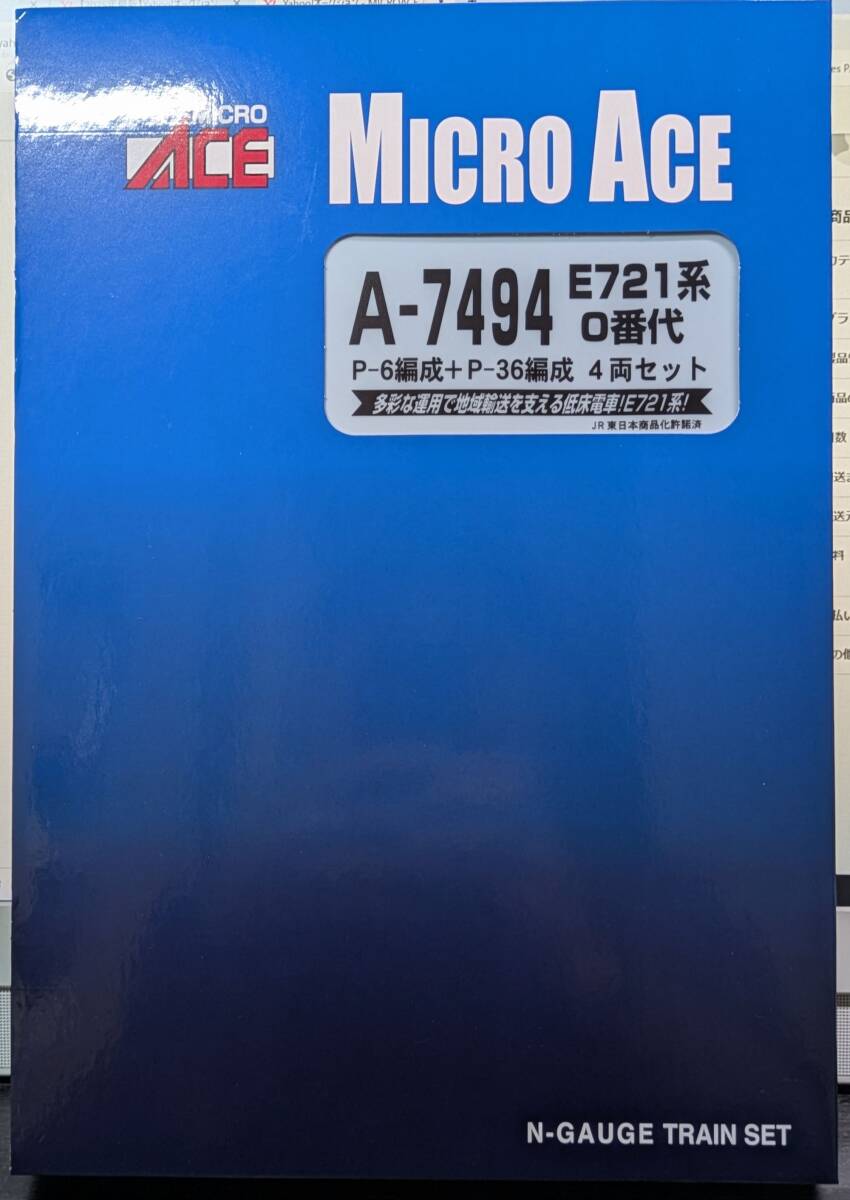 MICRO
ACE
MICRO ACE
A-7494
E721系
0番代
P-6編成+P-36編成 4両セット
多彩な運用で地域輸送を支える低床電車!E721系!
JR東日本商品化許諾済
N-GAUGE TRAIN SET